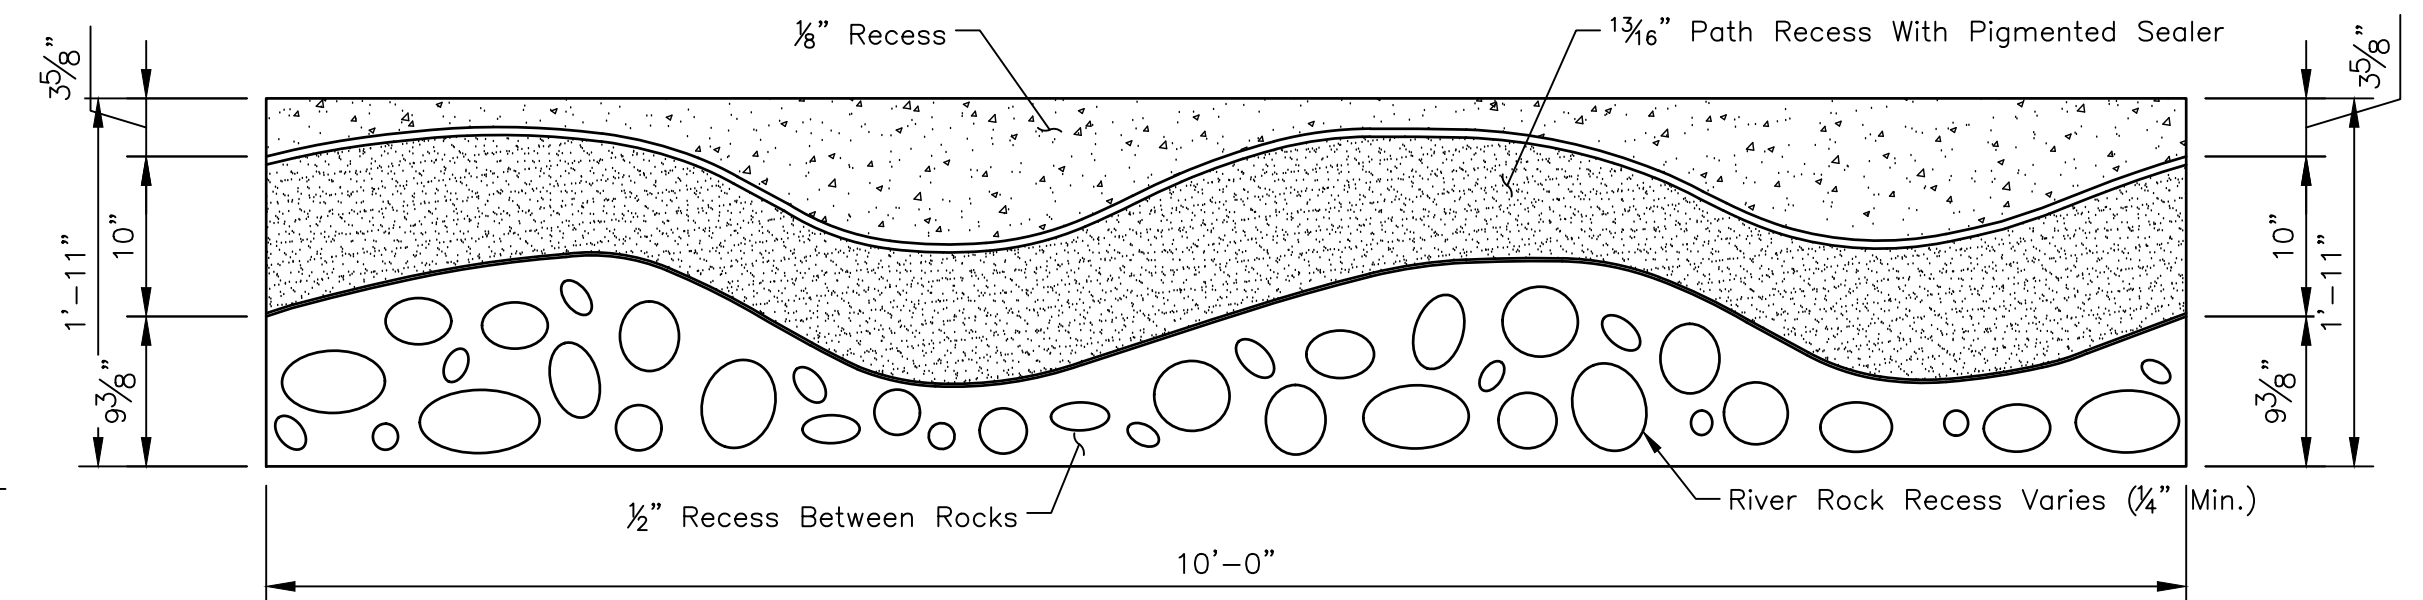 ⅛” Recess
13⁄16” Path Recess With Pigmented Sealer
3⅝”
10”
1’–11”
9⅜”
3⅝”
10”
1’–11”
9⅜”
½” Recess Between Rocks
River Rock Recess Varies (¼” Min.)
10’–0”